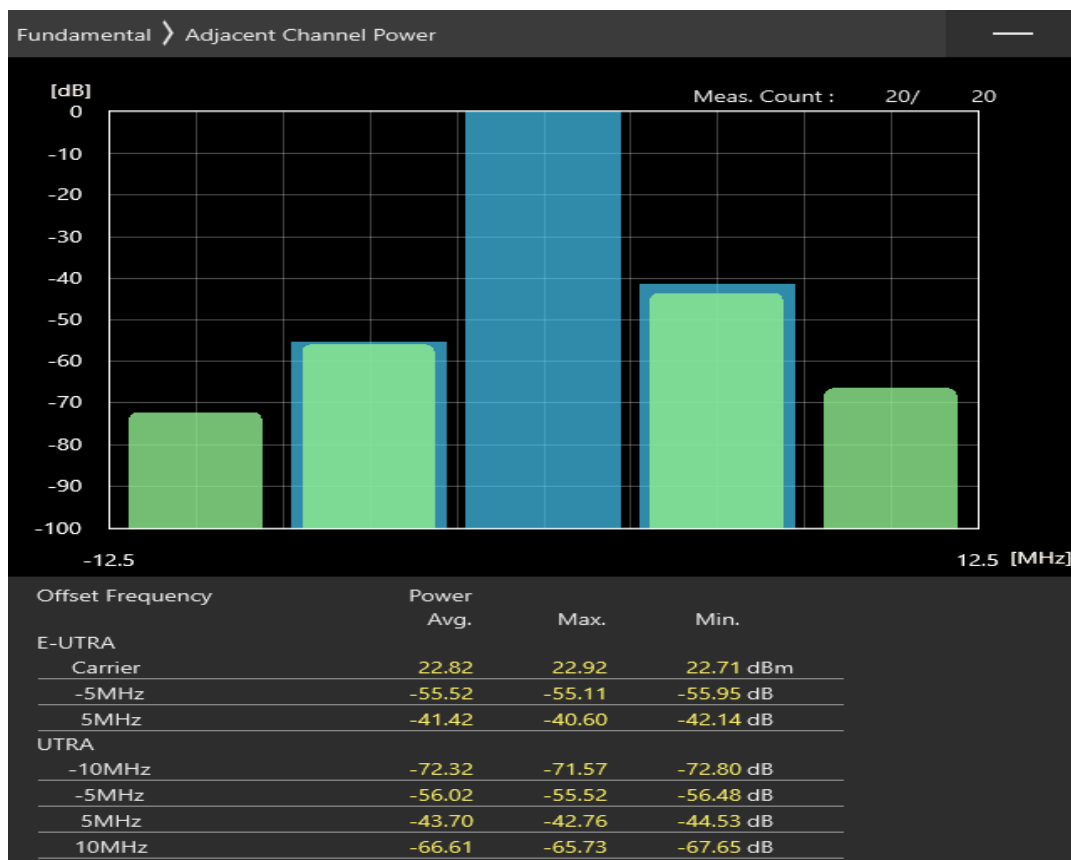 Fundamental ❯ Adjacent Channel Power
[dB]
Meas. Count : 20/ 20
0
-10
-20
-30
-40
-50
-60
-70
-80
-90
-100
-12.5 12.5 [MHz]
Offset Frequency Power
Avg. Max. Min.
E-UTRA
Carrier 22.82 22.92 22.71 dBm
-5MHz -55.52 -55.11 -55.95 dB
5MHz -41.42 -40.60 -42.14 dB
UTRA
-10MHz -72.32 -71.57 -72.80 dB
-5MHz -56.02 -55.52 -56.48 dB
5MHz -43.70 -42.76 -44.53 dB
10MHz -66.61 -65.73 -67.65 dB